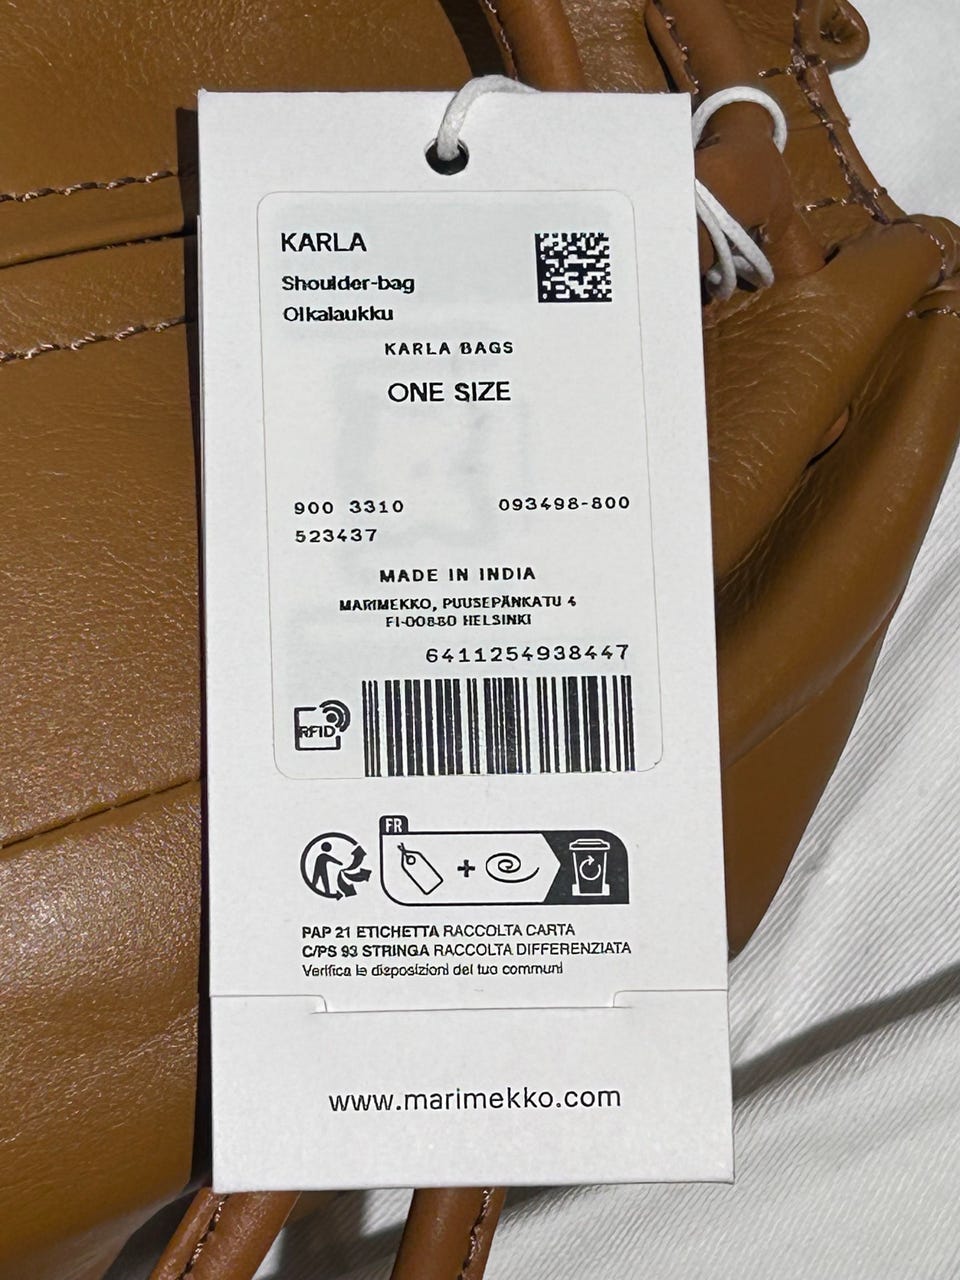 KARLA
Shoulder-bag
Olkalaukku
KARLA BAGS
ONE SIZE
900 3310 093498-800
523437
MADE IN INDIA
MARIMEKKO, PUUSEPÄNKATU 4
FI-00880 HELSINKI
6411254938447
RFID
FR
PAP 21 ETICHETTA RACCOLTA CARTA
C/PS 93 STRINGA RACCOLTA DIFFERENZIATA
Verifica le disposizioni del tuo communi
www.marimekko.com